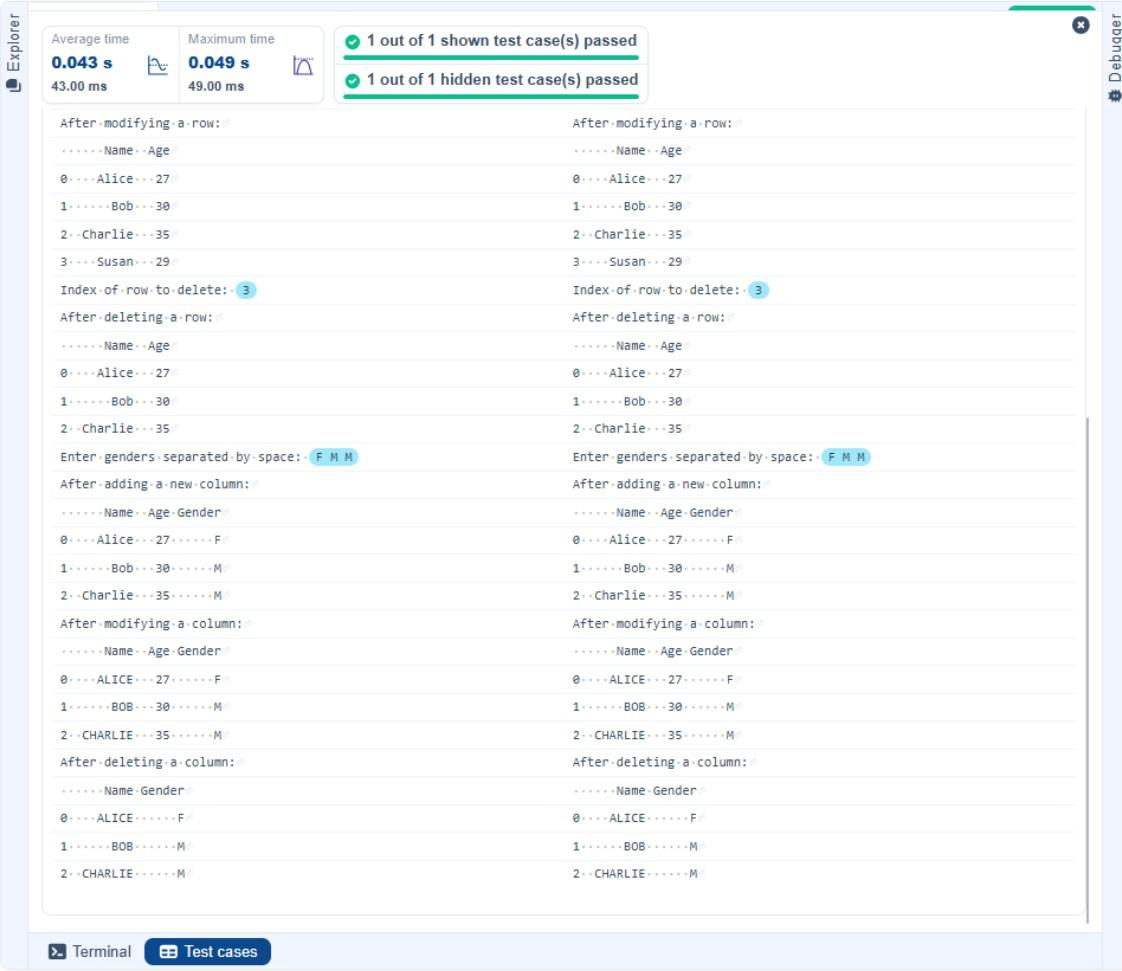 Explorer
Average time
0.043 s
43.00 ms
Maximum time
0.049 s
49.00 ms
1 out of 1 shown test case(s) passed
1 out of 1 hidden test case(s) passed
Debugger
After·modifying·a·row:
······Name··Age
0····Alice···27
1······Bob···30
2··Charlie···35
3····Susan···29
Index·of·row·to·delete:· 3
After·deleting·a·row:
······Name··Age
0····Alice···27
1······Bob···30
2··Charlie···35
Enter·genders·separated·by·space:· F M M
After·adding·a·new·column:
······Name··Age·Gender
0····Alice···27······F
1······Bob···30······M
2··Charlie···35······M
After·modifying·a·column:
······Name··Age·Gender
0····ALICE···27······F
1······BOB···30······M
2··CHARLIE···35······M
After·deleting·a·column:
······Name·Gender
0····ALICE······F
1······BOB······M
2··CHARLIE······M
After·modifying·a·row:
······Name··Age
0····Alice···27
1······Bob···30
2··Charlie···35
3····Susan···29
Index·of·row·to·delete:· 3
After·deleting·a·row:
······Name··Age
0····Alice···27
1······Bob···30
2··Charlie···35
Enter·genders·separated·by·space:· F M M
After·adding·a·new·column:
······Name··Age·Gender
0····Alice···27······F
1······Bob···30······M
2··Charlie···35······M
After·modifying·a·column:
······Name··Age·Gender
0····ALICE···27······F
1······BOB···30······M
2··CHARLIE···35······M
After·deleting·a·column:
······Name·Gender
0····ALICE······F
1······BOB······M
2··CHARLIE······M
Terminal
Test cases